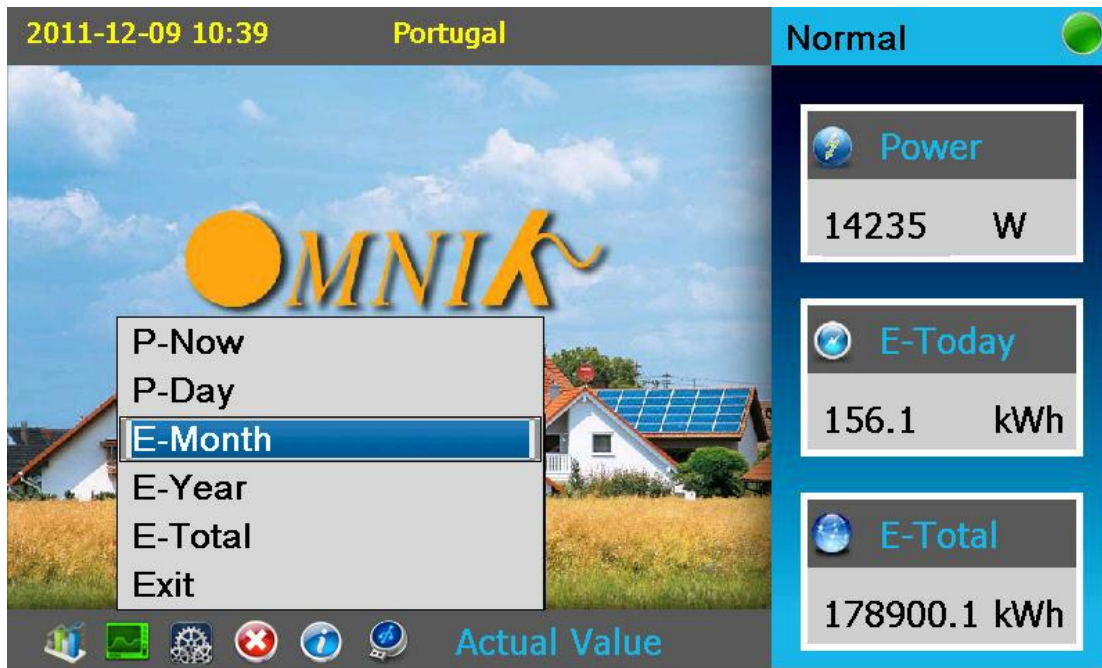 2011-12-09 10:39 Portugal
Normal
OMNIK
P-Now
P-Day
E-Month
E-Year
E-Total
Exit
Actual Value
Power
14235 W
E-Today
156.1 kWh
E-Total
178900.1 kWh